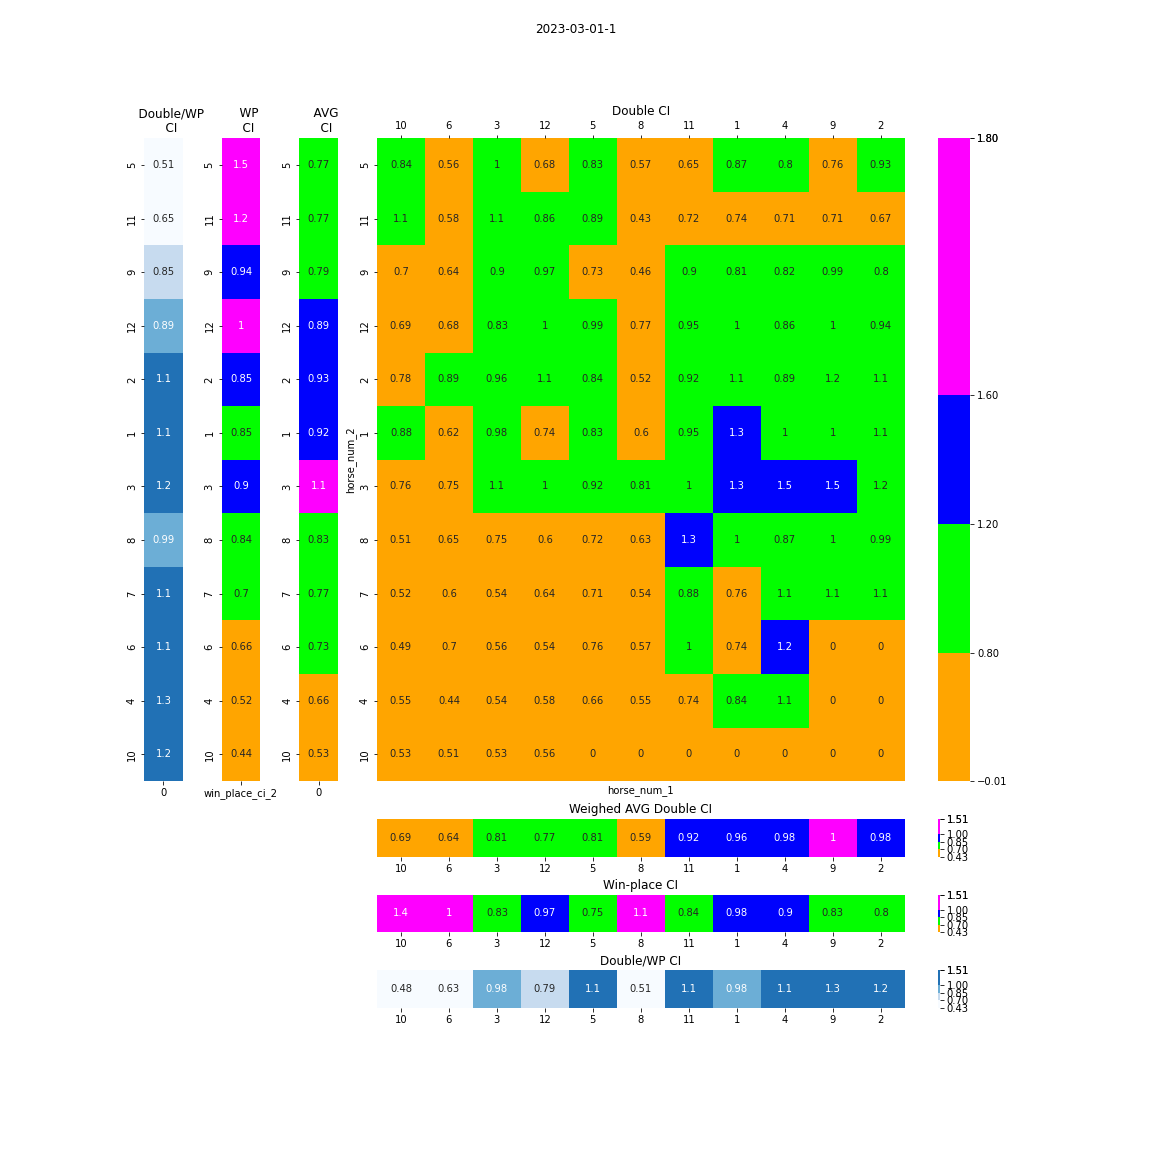 2023-03-01-1
Double/WP CI
WP CI
AVG CI
Double CI
10 6 3 12 5 8 11 1 4 9 2
5 0.51 5 1.5 5 0.77 5 0.84 0.56 1 0.68 0.83 0.57 0.65 0.87 0.8 0.76 0.93
11 0.65 11 1.2 11 0.77 11 1.1 0.58 1.1 0.86 0.89 0.43 0.72 0.74 0.71 0.71 0.67
9 0.85 9 0.94 9 0.79 9 0.7 0.64 0.9 0.97 0.73 0.46 0.9 0.81 0.82 0.99 0.8
12 0.89 12 1 12 0.89 12 0.69 0.68 0.83 1 0.99 0.77 0.95 1 0.86 1 0.94
2 1.1 2 0.85 2 0.93 2 0.78 0.89 0.96 1.1 0.84 0.52 0.92 1.1 0.89 1.2 1.1
1 1.1 1 0.85 1 0.92 1 0.88 0.62 0.98 0.74 0.83 0.6 0.95 1.3 1 1 1.1
3 1.2 3 0.9 3 1.1 3 0.76 0.75 1.1 1 0.92 0.81 1 1.3 1.5 1.5 1.2
8 0.99 8 0.84 8 0.83 8 0.51 0.65 0.75 0.6 0.72 0.63 1.3 1 0.87 1 0.99
7 1.1 7 0.7 7 0.77 7 0.52 0.6 0.54 0.64 0.71 0.54 0.88 0.76 1.1 1.1 1.1
6 1.1 6 0.66 6 0.73 6 0.49 0.7 0.56 0.54 0.76 0.57 1 0.74 1.2 0 0
4 1.3 4 0.52 4 0.66 4 0.55 0.44 0.54 0.58 0.66 0.55 0.74 0.84 1.1 0 0
10 1.2 10 0.44 10 0.53 10 0.53 0.51 0.53 0.56 0 0 0 0 0 0 0
horse_num_2
0 win_place_ci_2 0 horse_num_1
1.80
1.60
1.20
0.80
−0.01
Weighed AVG Double CI
0.69 0.64 0.81 0.77 0.81 0.59 0.92 0.96 0.98 1 0.98
10 6 3 12 5 8 11 1 4 9 2
1.51
1.00
0.85
0.70
0.43
Win-place CI
1.4 1 0.83 0.97 0.75 1.1 0.84 0.98 0.9 0.83 0.8
10 6 3 12 5 8 11 1 4 9 2
1.51
1.00
0.85
0.70
0.43
Double/WP CI
0.48 0.63 0.98 0.79 1.1 0.51 1.1 0.98 1.1 1.3 1.2
10 6 3 12 5 8 11 1 4 9 2
1.51
1.00
0.85
0.70
0.43